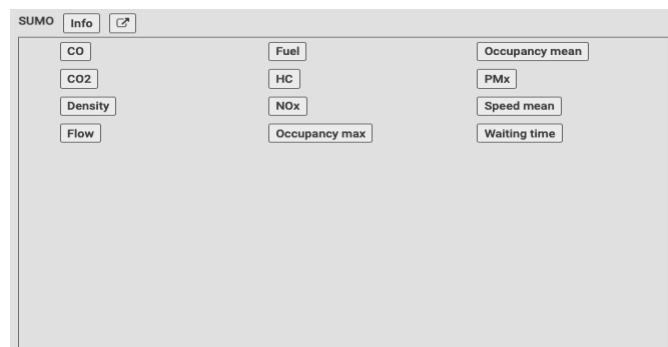 SUMO Info
CO Fuel Occupancy mean
CO2 HC PMx
Density NOx Speed mean
Flow Occupancy max Waiting time